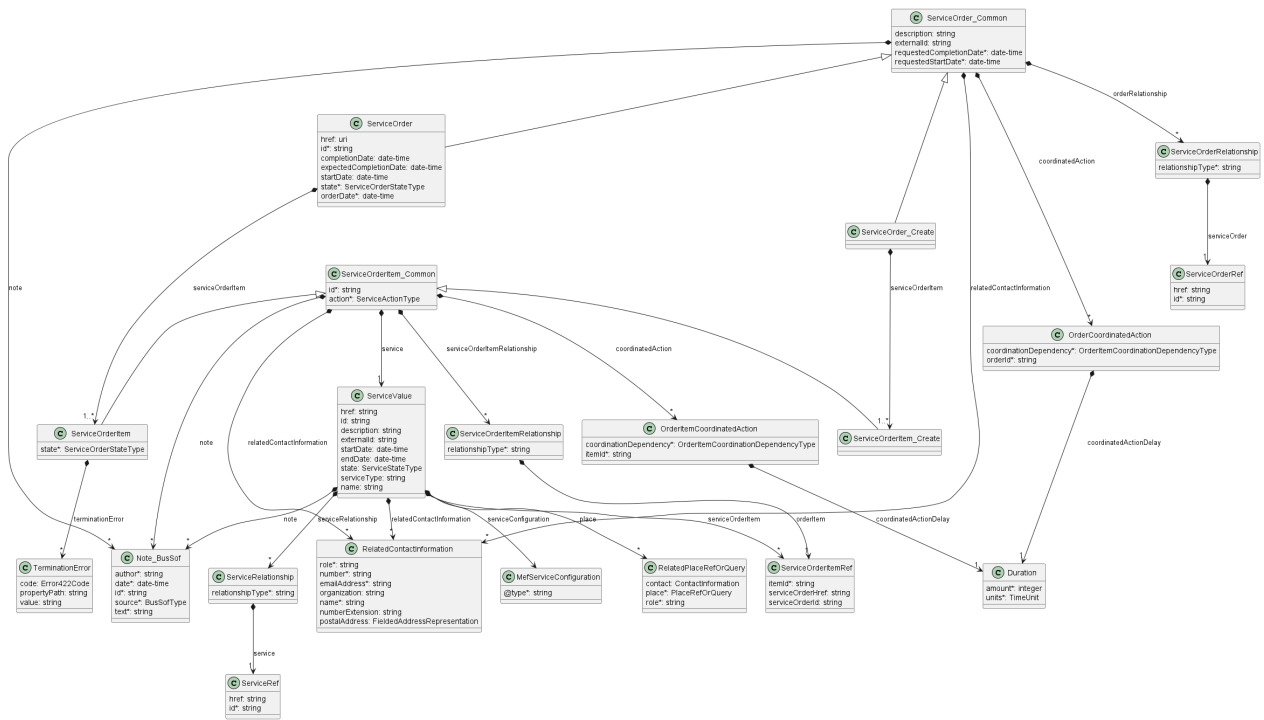 C ServiceOrder_Common
description: string
externalId: string
requestedCompletionDate*: date-time
requestedStartDate*: date-time
orderRelationship
*
C ServiceOrder
href: uri
id*: string
completionDate: date-time
expectedCompletionDate: date-time
startDate: date-time
state*: ServiceOrderStateType
orderDate*: date-time
C ServiceOrderRelationship
relationshipType*: string
coordinatedAction
*
C ServiceOrder_Create
serviceOrder
1
C ServiceOrderRef
href: string
id*: string
note
serviceOrderItem
C ServiceOrderItem_Common
id*: string
action*: ServiceActionType
serviceOrderItem
relatedContactInformation
C OrderCoordinatedAction
coordinationDependency*: OrderItemCoordinationDependencyType
orderId*: string
service
1
serviceOrderItemRelationship
*
coordinatedAction
*
1..*
1..*
C ServiceOrderItem
state*: ServiceOrderStateType
note
relatedContactInformation
C ServiceValue
href: string
id: string
description: string
externalId: string
startDate: date-time
endDate: date-time
state: ServiceStateType
serviceType: string
name: string
C ServiceOrderItemRelationship
relationshipType*: string
C OrderItemCoordinatedAction
coordinationDependency*: OrderItemCoordinationDependencyType
itemId*: string
C ServiceOrderItem_Create
coordinatedActionDelay
1
terminationError
*
*
*
note
*
serviceRelationship
*
relatedContactInformation
*
*
*
serviceConfiguration
place
*
serviceOrderItem
*
orderItem
1
coordinatedActionDelay
1
C TerminationError
code: Error422Code
propertyPath: string
value: string
C Note_BusSof
author*: string
date*: date-time
id*: string
source*: BusSofType
text*: string
C ServiceRelationship
relationshipType*: string
C RelatedContactInformation
role*: string
number*: string
emailAddress*: string
organization: string
name*: string
numberExtension: string
postalAddress: FieldedAddressRepresentation
C MefServiceConfiguration
@type*: string
C RelatedPlaceRefOrQuery
contact: ContactInformation
place*: PlaceRefOrQuery
role*: string
C ServiceOrderItemRef
itemId*: string
serviceOrderHref: string
serviceOrderId: string
C Duration
amount*: integer
units*: TimeUnit
service
1
C ServiceRef
href: string
id*: string